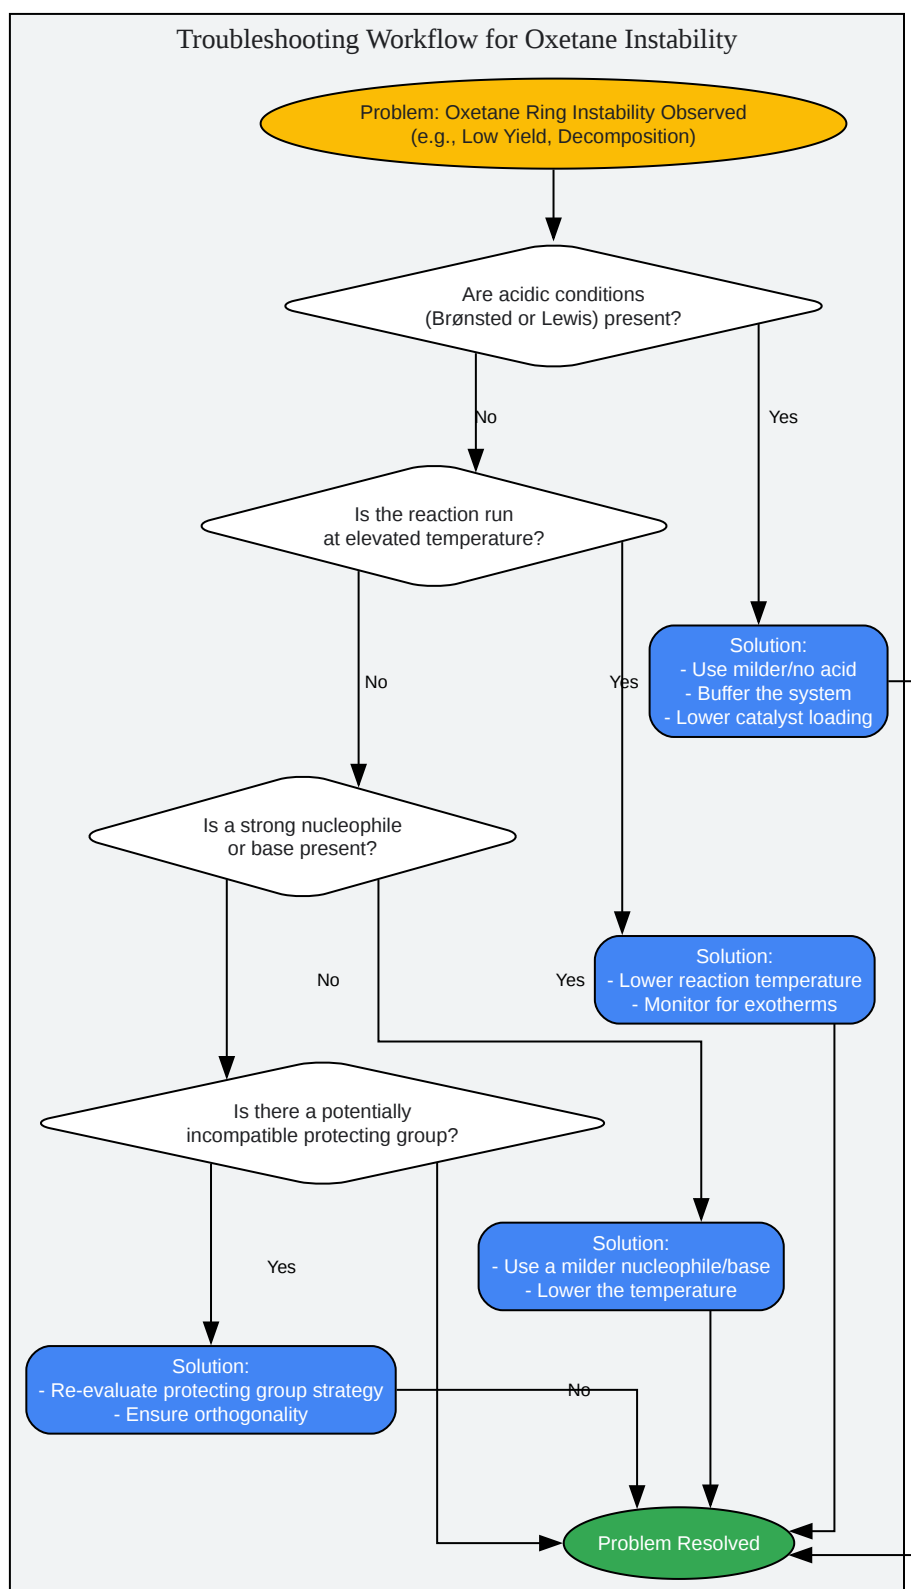 Troubleshooting Workflow for Oxetane Instability
Problem: Oxetane Ring Instability Observed
(e.g., Low Yield, Decomposition)
Are acidic conditions
(Brønsted or Lewis) present?
No
Yes
Is the reaction run
at elevated temperature?
Solution:
- Use milder/no acid
- Buffer the system
- Lower catalyst loading
No
Yes
Is a strong nucleophile
or base present?
Solution:
- Lower reaction temperature
- Monitor for exotherms
No
Yes
Is there a potentially
incompatible protecting group?
Solution:
- Use a milder nucleophile/base
- Lower the temperature
Yes
Solution:
- Re-evaluate protecting group strategy
- Ensure orthogonality
No
Problem Resolved